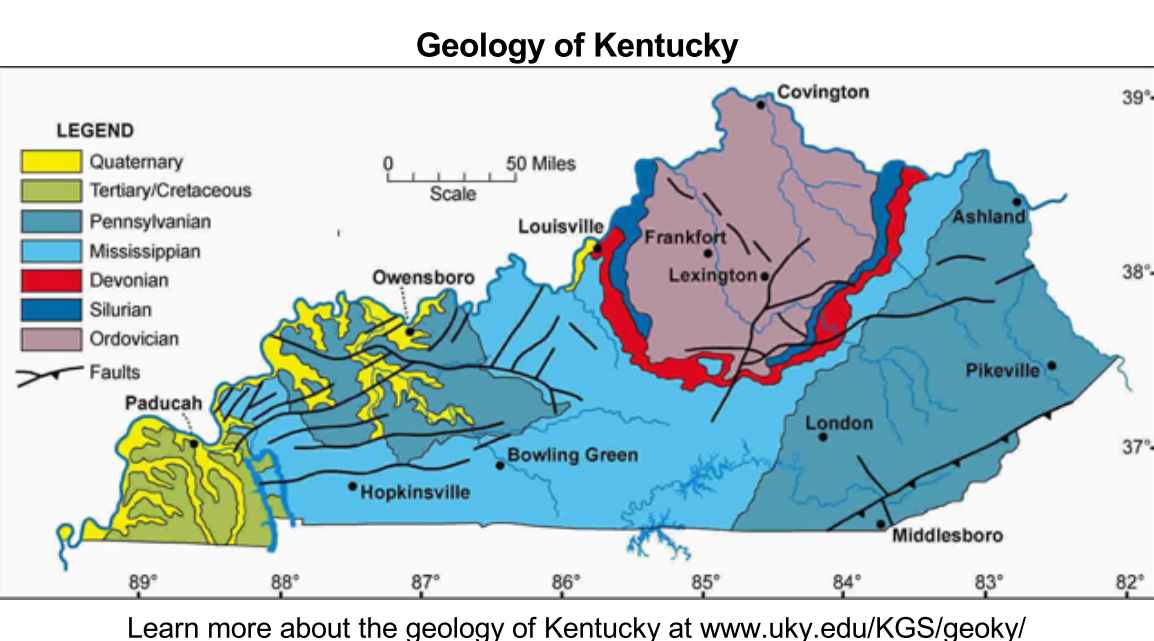 Geology of Kentucky
LEGEND
Quaternary
Tertiary/Cretaceous
Pennsylvanian
Mississippian
Devonian
Silurian
Ordovician
Faults
0 50 Miles
Scale
Covington
39°
Louisville
Frankfort
Ashland
Lexington
38°
Owensboro
Pikeville
Paducah
London
37°
Bowling Green
Hopkinsville
Middlesboro
89° 88° 87° 86° 85° 84° 83° 82°
Learn more about the geology of Kentucky at www.uky.edu/KGS/geoky/